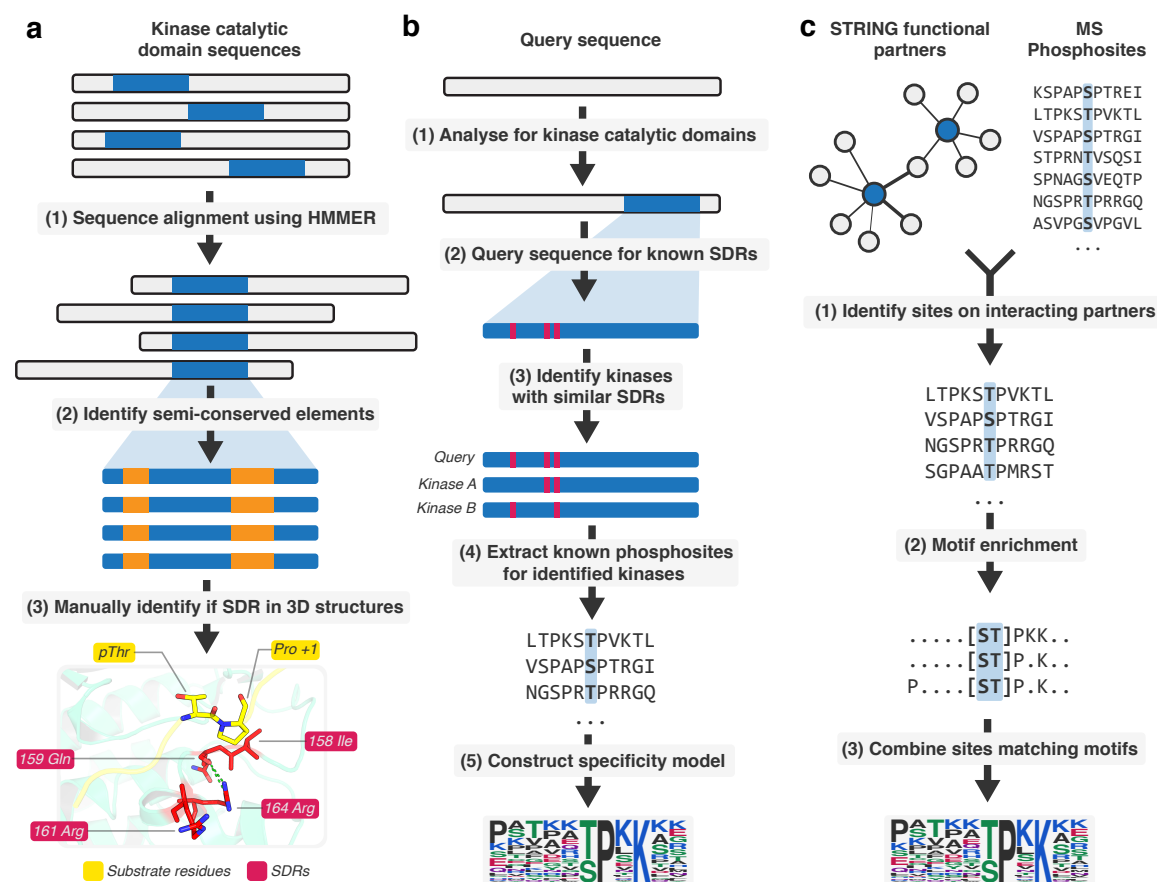 a
Kinase catalytic
domain sequences
(1) Sequence alignment using HMMER
(2) Identify semi-conserved elements
(3) Manually identify if SDR in 3D structures
pThr
Pro +1
158 Ile
159 Gln
164 Arg
161 Arg
Substrate residues
SDRs
b
Query sequence
(1) Analyse for kinase catalytic domains
(2) Query sequence for known SDRs
(3) Identify kinases
with similar SDRs
Query
Kinase A
Kinase B
(4) Extract known phosphosites
for identified kinases
LTPKSTPVKTL
VSPAPSPTRGI
NGSPRTPRRGQ
...
(5) Construct specificity model
c
STRING functional
partners
MS
Phosphosites
KSPAPSPTREI
LTPKSTPVKTL
VSPAPSPTRGI
STPRNTVSQSI
SPNAGSVEQTP
NGSPRTPRRGQ
ASVPGSVPGVL
...
(1) Identify sites on interacting partners
LTPKSTPVKTL
VSPAPSPTRGI
NGSPRTPRRGQ
SGPAATPMRST
...
(2) Motif enrichment
.....[ST]PKK..
.....[ST]P.K..
P....[ST]P.K..
(3) Combine sites matching motifs